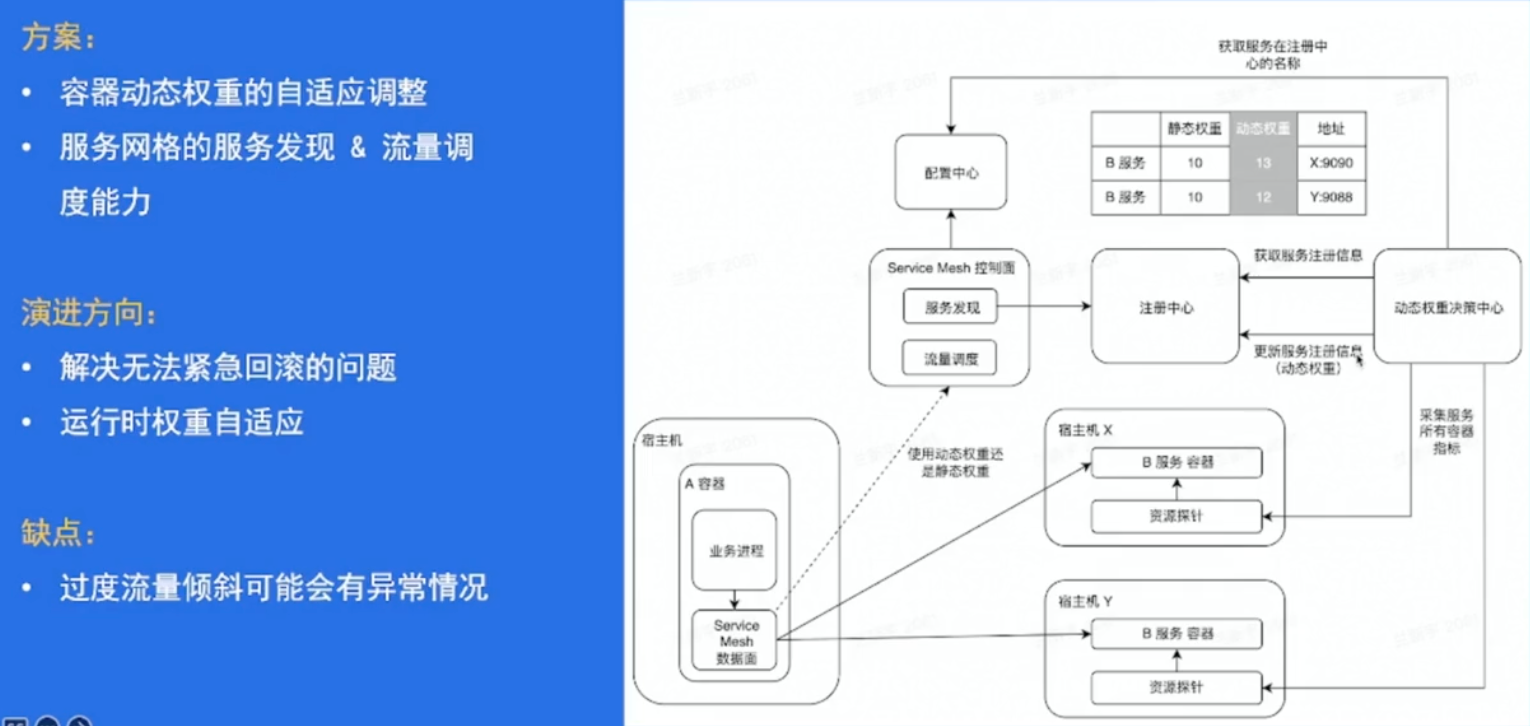 方案：
• 容器动态权重的自适应调整
• 服务网格的服务发现 & 流量调
度能力
演进方向：
• 解决无法紧急回滚的问题
• 运行时权重自适应
缺点：
• 过度流量倾斜可能会有异常情况
获取服务在注册中
心的名称
静态权重 动态权重 地址
B 服务 10 13 X:9090
B 服务 10 12 Y:9088
配置中心
Service Mesh 控制面
服务发现
流量调度
注册中心
获取服务注册信息
更新服务注册信息
（动态权重）
动态权重决策中心
采集服务
所有容器
指标
使用动态权重还
是静态权重
宿主机
A 容器
业务进程
Service
Mesh
数据面
宿主机 X
B 服务 容器
资源探针
宿主机 Y
B 服务 容器
资源探针